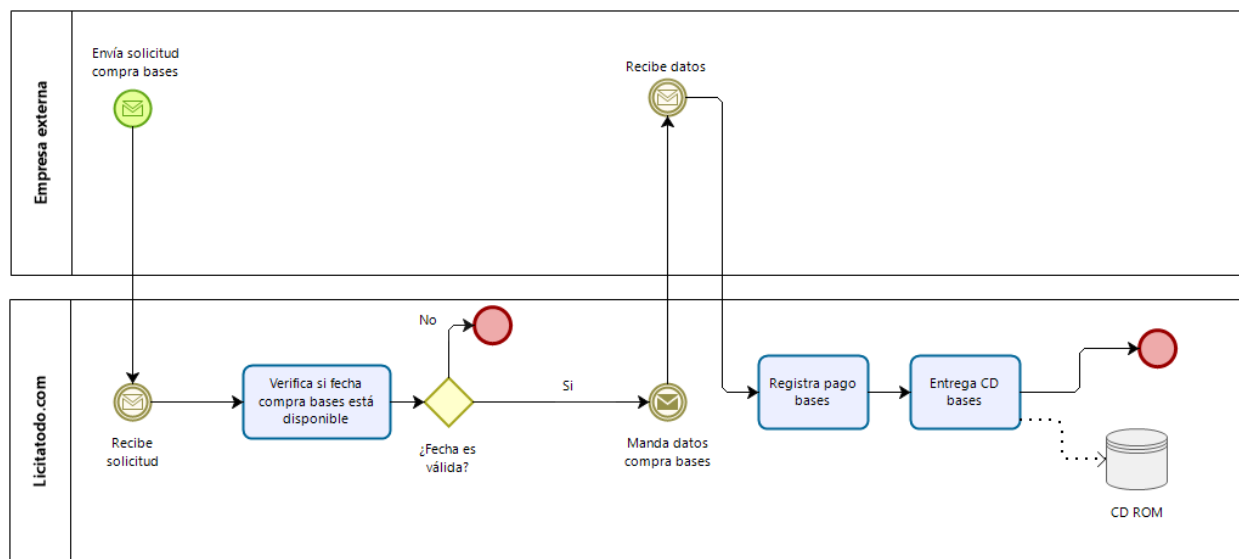 Empresa externa
Envía solicitud
compra bases
Recibe datos
Licitatodo.com
Recibe
solicitud
Verifica si fecha
compra bases está
disponible
No
¿Fecha es
válida?
Si
Manda datos
compra bases
Registra pago
bases
Entrega CD
bases
CD ROM